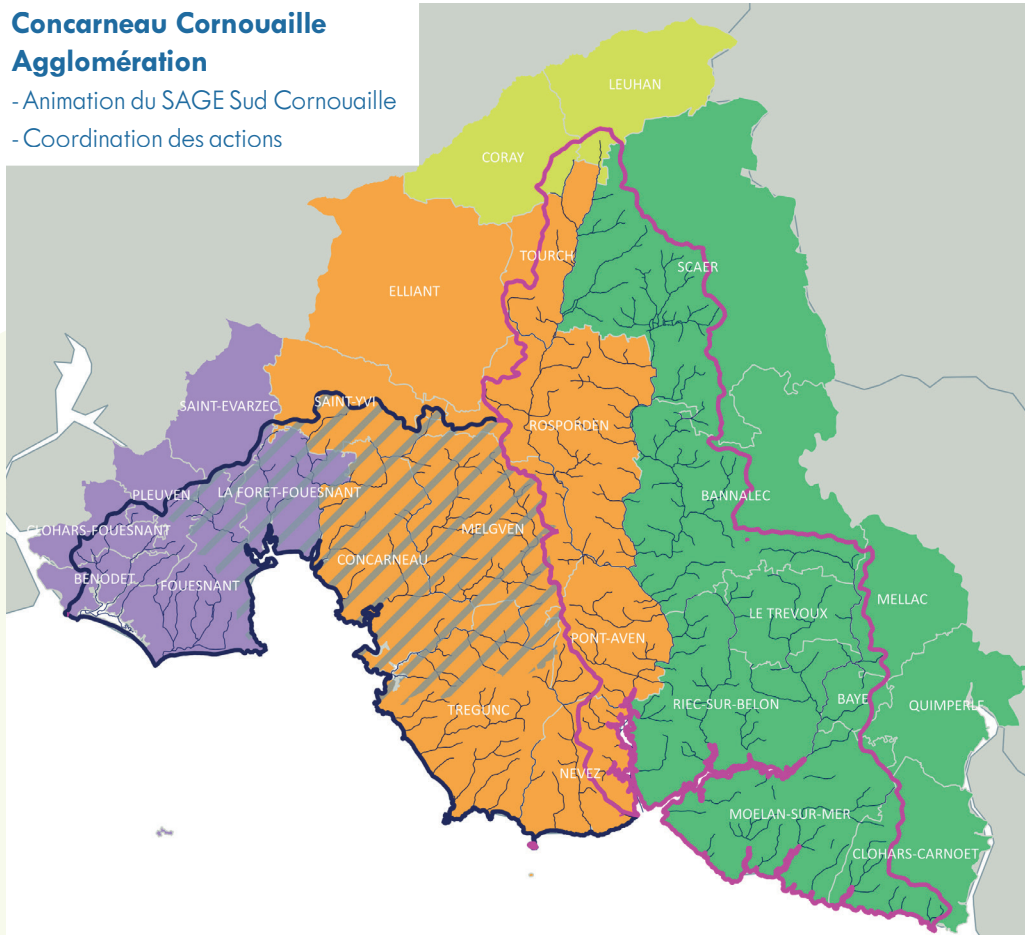 Concarneau Cornouaille
Agglomération
- Animation du SAGE Sud Cornouaille
- Coordination des actions
LEUHAN
CORAY
TOURCH
SCAER
ELLIANT
SAINT-EVARZEC
SAINT-YVI
ROSPORDEN
PLEUVEN
LA FORET-FOUESNANT
BANNALEC
CLOHARS-FOUESNANT
MELGVEN
CONCARNEAU
BENODET
FOUESNANT
MELLAC
LE TREVOUX
PONT-AVEN
BAYE
QUIMPERLE
RIEC-SUR-BELON
TREGUNC
NEVEZ
MOELAN-SUR-MER
CLOHARS-CARNOET